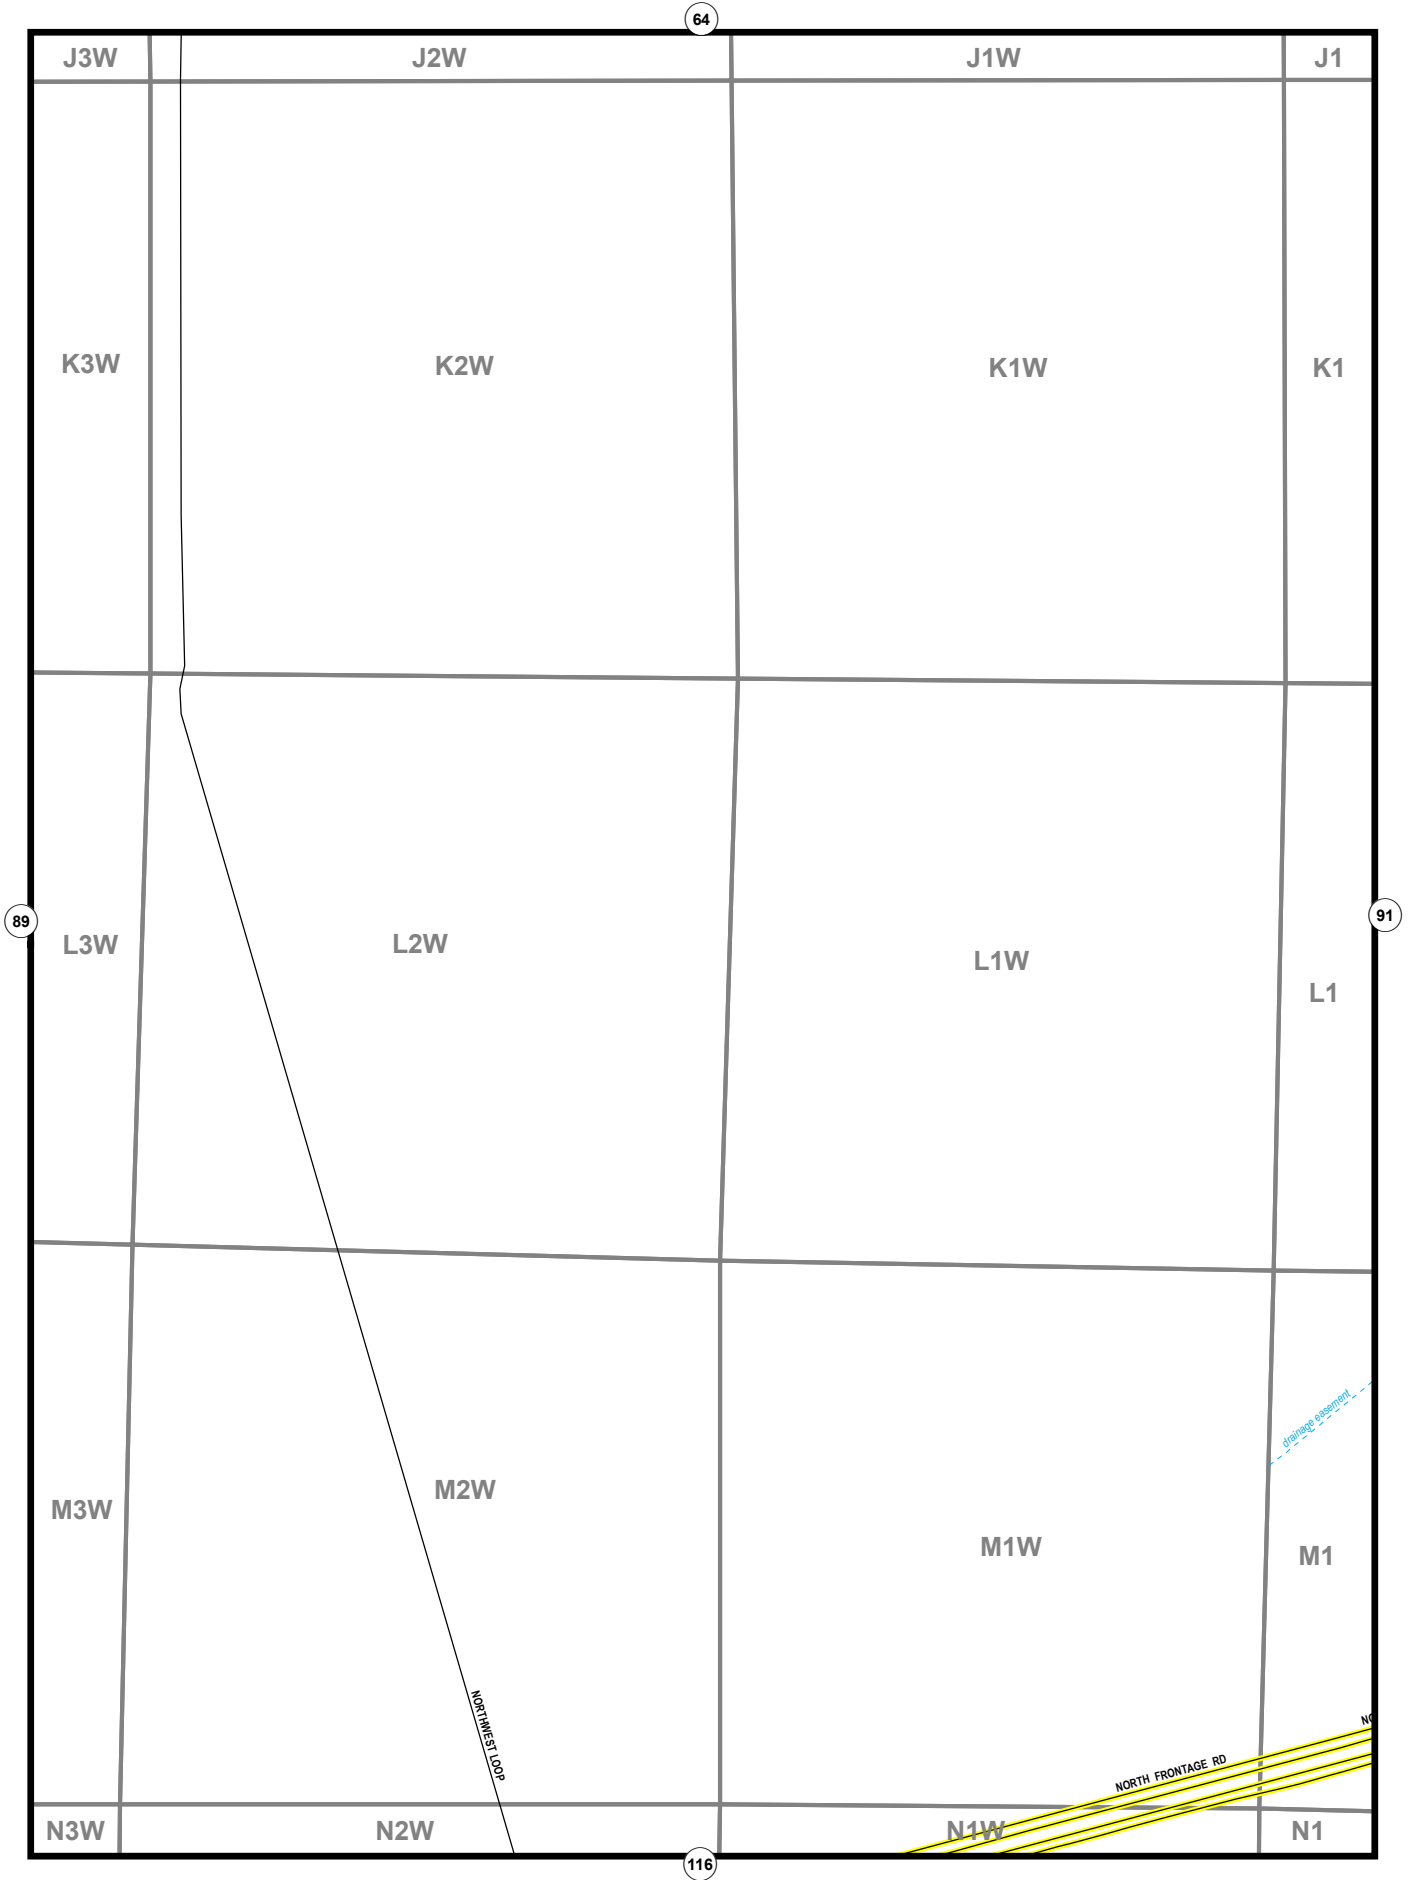 64
J3W J2W J1W J1
K3W K2W K1W K1
89 91
L3W L2W L1W L1
drainage easement
M3W M2W M1W M1
NORTHWEST LOOP
NORTH FRONTAGE RD
N3W N2W N1W N1
116